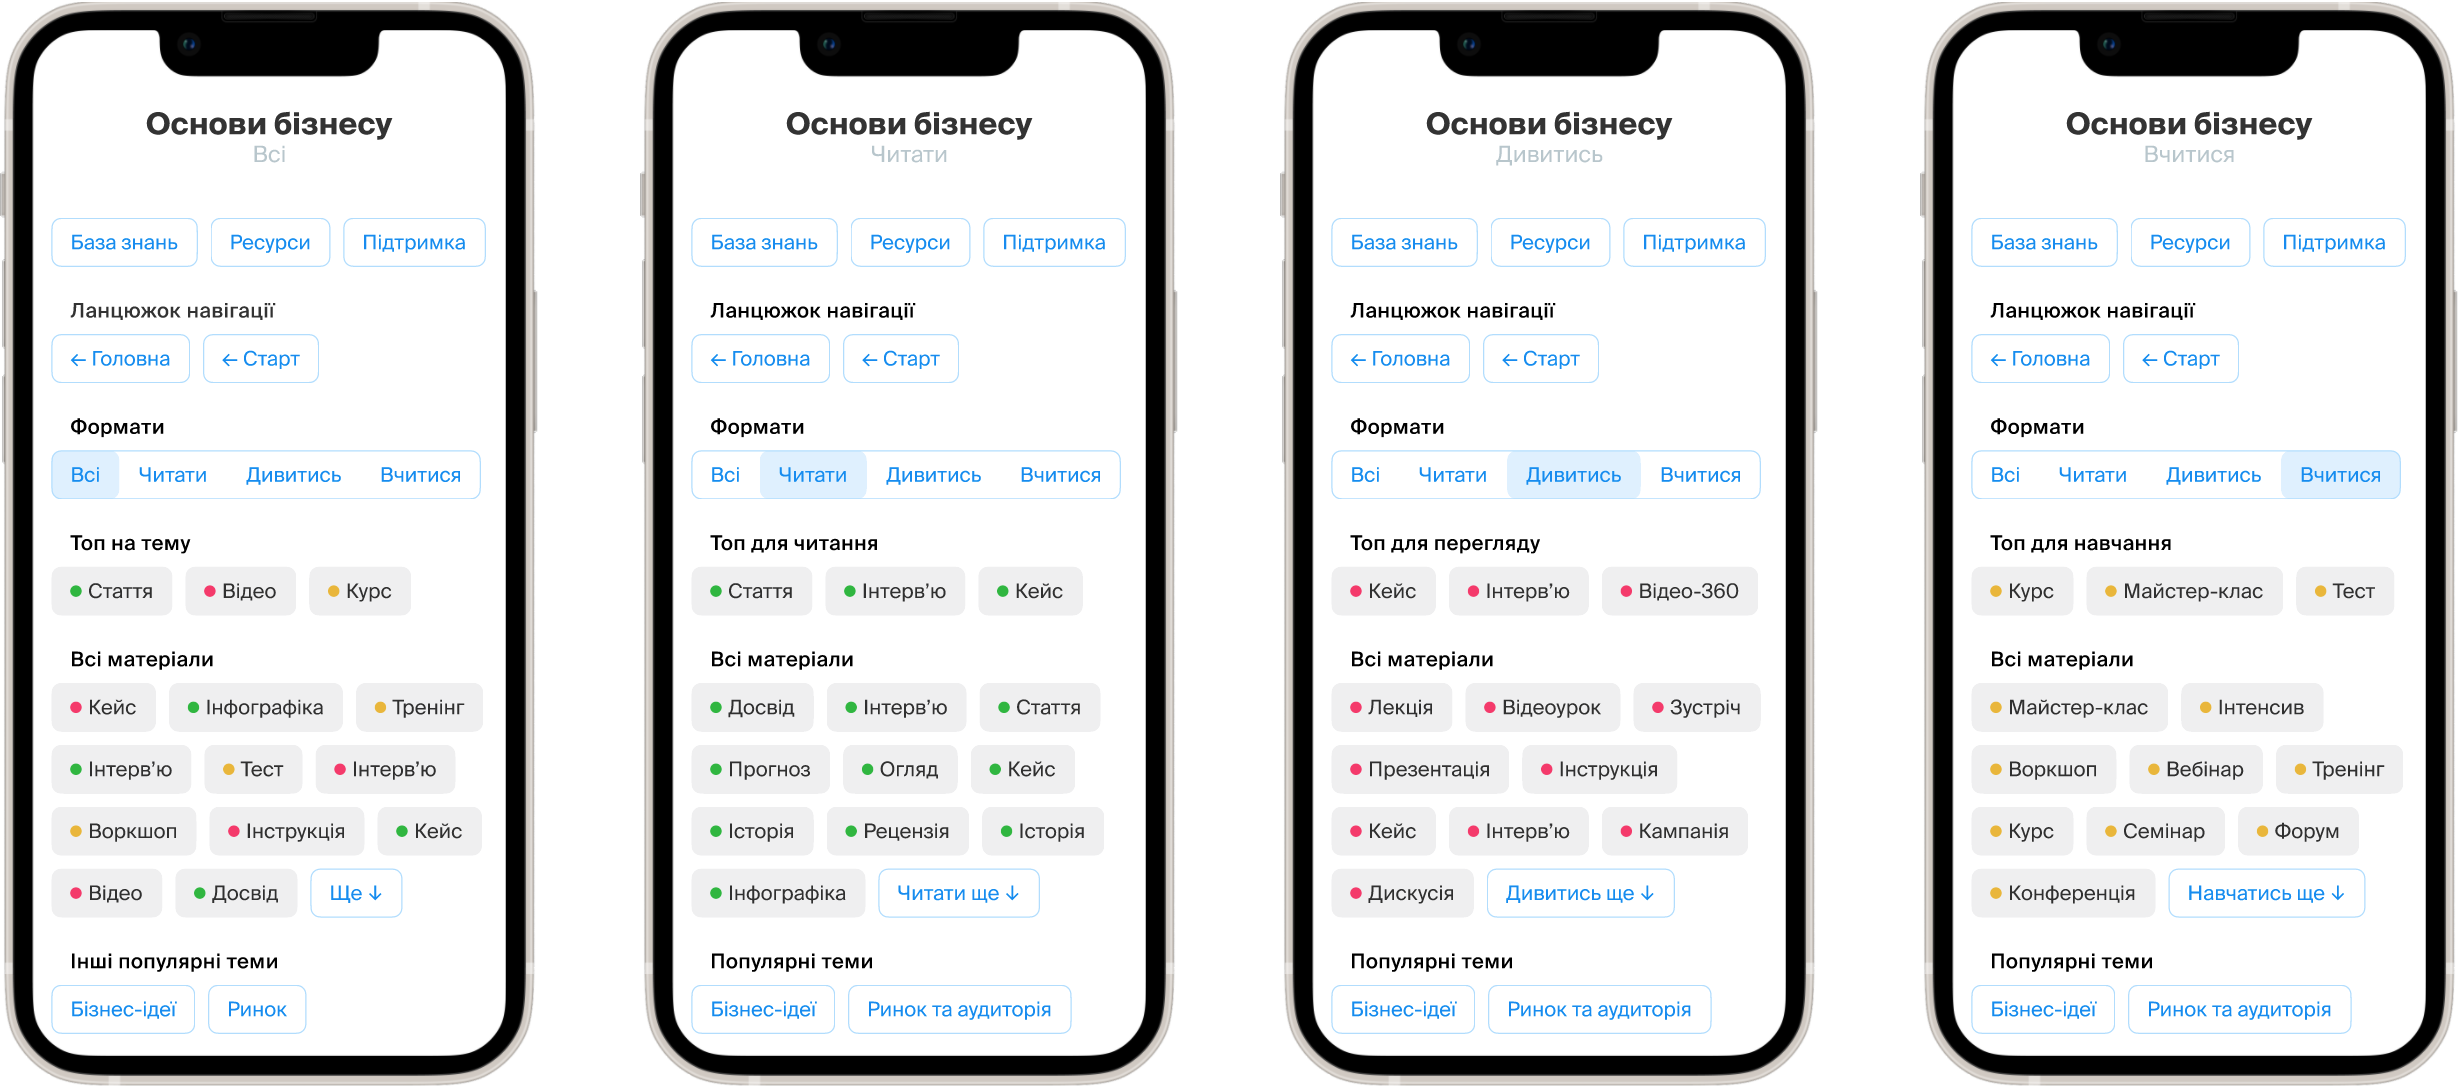 Основи бізнесу
Всі
База знань Ресурси Підтримка
Ланцюжок навігації
← Головна ← Старт
Формати
Всі Читати Дивитись Вчитися
Топ на тему
Стаття Відео Курс
Всі матеріали
Кейс Інфографіка Тренінг
Інтерв’ю Тест Інтерв’ю
Воркшоп Інструкція Кейс
Відео Досвід Ще ↓
Інші популярні теми
Бізнес-ідеї Ринок
Основи бізнесу
Читати
База знань Ресурси Підтримка
Ланцюжок навігації
← Головна ← Старт
Формати
Всі Читати Дивитись Вчитися
Топ для читання
Стаття Інтерв’ю Кейс
Всі матеріали
Досвід Інтерв’ю Стаття
Прогноз Огляд Кейс
Історія Рецензія Історія
Інфографіка Читати ще ↓
Популярні теми
Бізнес-ідеї Ринок та аудиторія
Основи бізнесу
Дивитись
База знань Ресурси Підтримка
Ланцюжок навігації
← Головна ← Старт
Формати
Всі Читати Дивитись Вчитися
Топ для перегляду
Кейс Інтерв’ю Відео-360
Всі матеріали
Лекція Відеоурок Зустріч
Презентація Інструкція
Кейс Інтерв’ю Кампанія
Дискусія Дивитись ще ↓
Популярні теми
Бізнес-ідеї Ринок та аудиторія
Основи бізнесу
Вчитися
База знань Ресурси Підтримка
Ланцюжок навігації
← Головна ← Старт
Формати
Всі Читати Дивитись Вчитися
Топ для навчання
Курс Майстер-клас Тест
Всі матеріали
Майстер-клас Інтенсив
Воркшоп Вебінар Тренінг
Курс Семінар Форум
Конференція Навчатись ще ↓
Популярні теми
Бізнес-ідеї Ринок та аудиторія